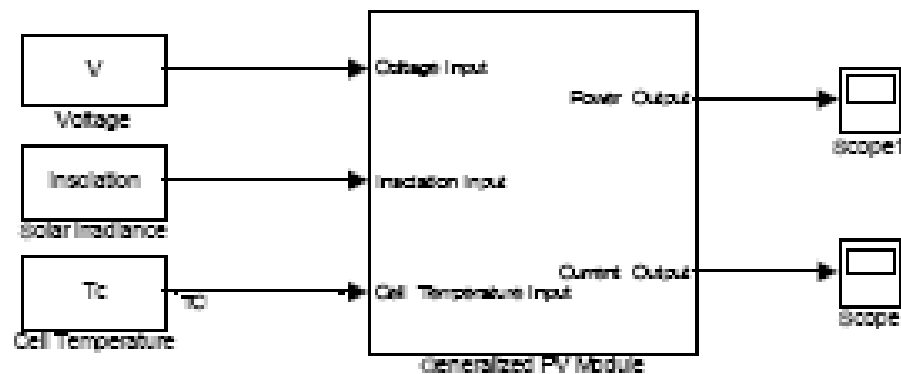 V
Voltage
Voltage Input
Power Output
Scope1
Insolation
Solar Irradiance
Insolation Input
Tc
Cell Temperature
Cell Temperature Input
Current Output
Scope
Generalized PV Module